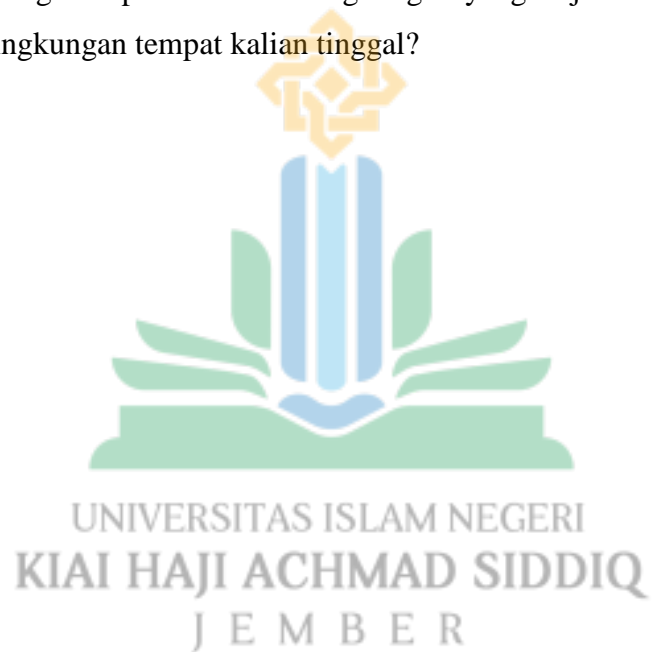 ngkungan tempat kalian tinggal?
UNIVERSITAS ISLAM NEGERI
KIAI HAJI ACHMAD SIDDIQ
JEMBER